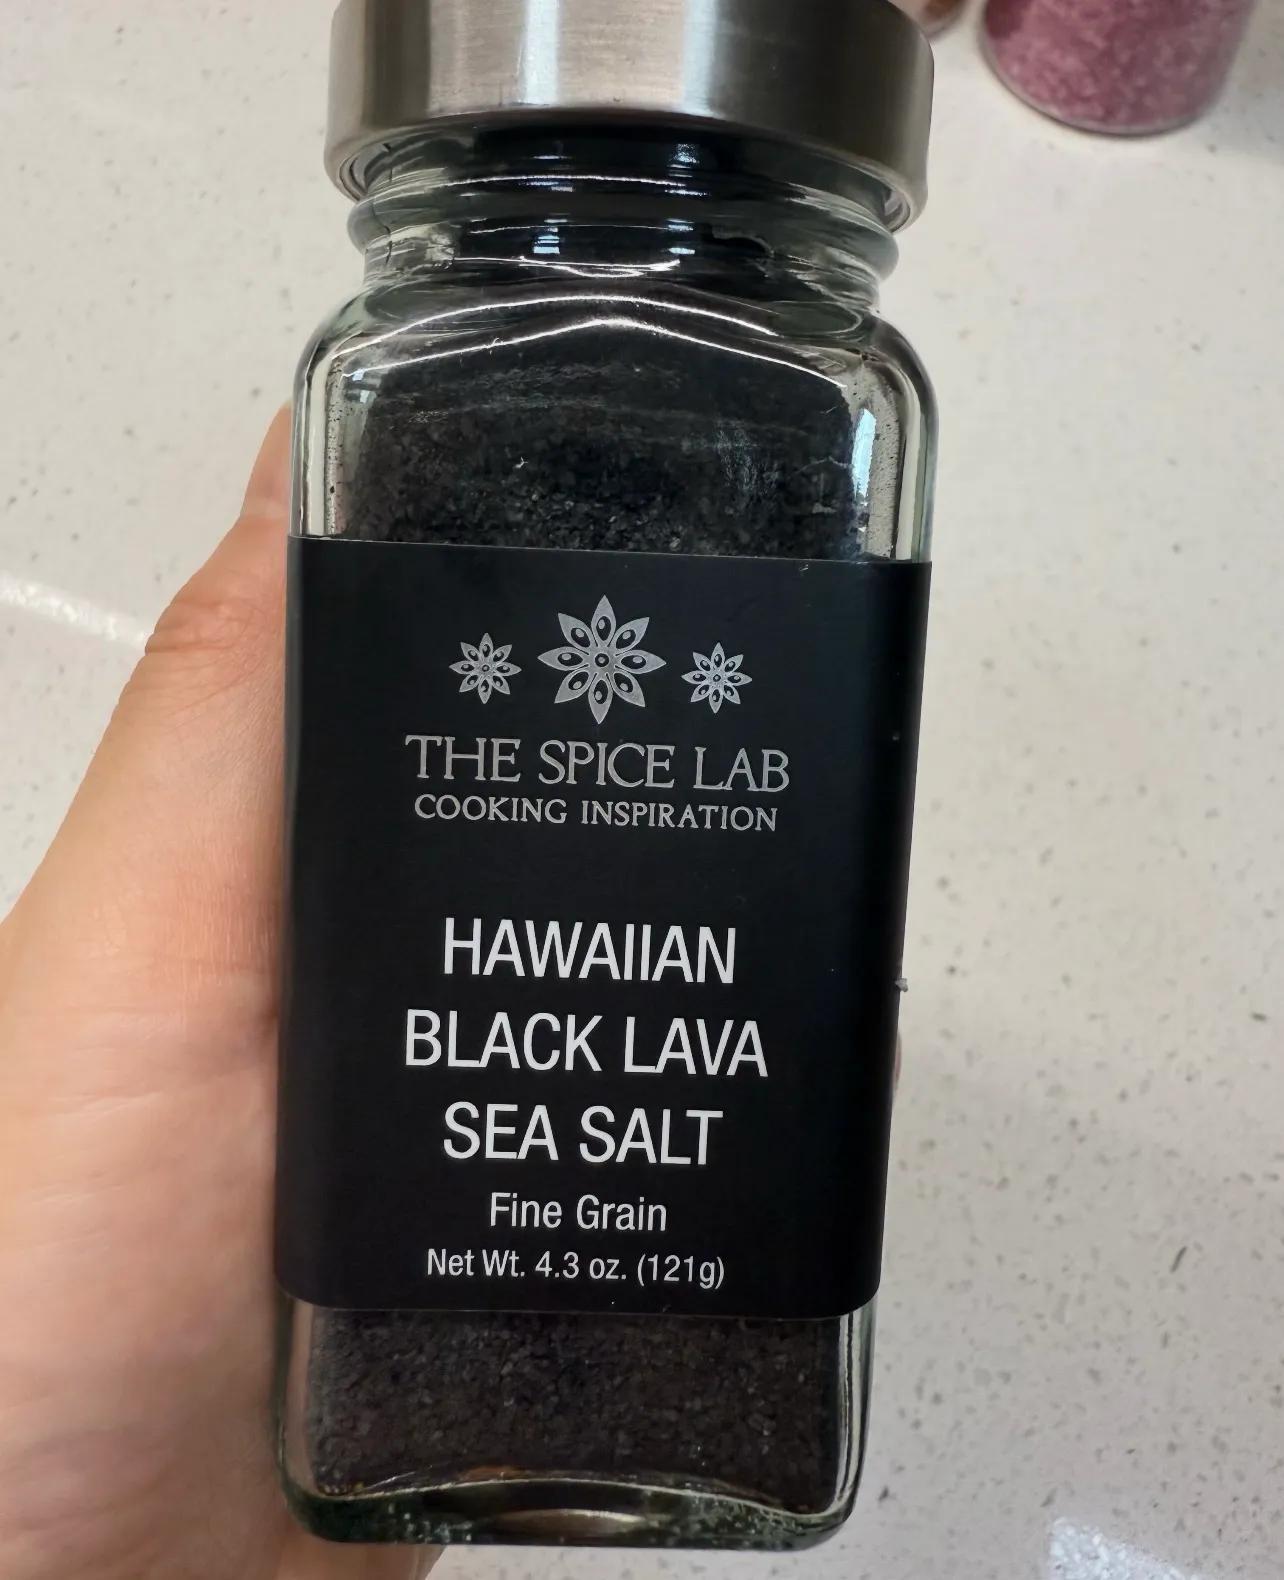 THE SPICE LAB
COOKING INSPIRATION
HAWAIIAN
BLACK LAVA
SEA SALT
Fine Grain
Net Wt. 4.3 oz. (121g)